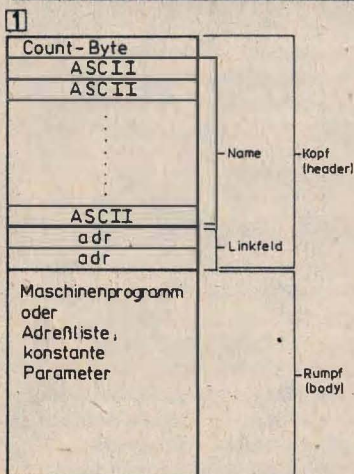 1
Count-Byte
ASCII
ASCII
ASCII
adr
adr
Name
Linkfeld
Kopf
(header)
Maschinenprogramm
oder
Adreßliste,
konstante
Parameter
Rumpf
(body)